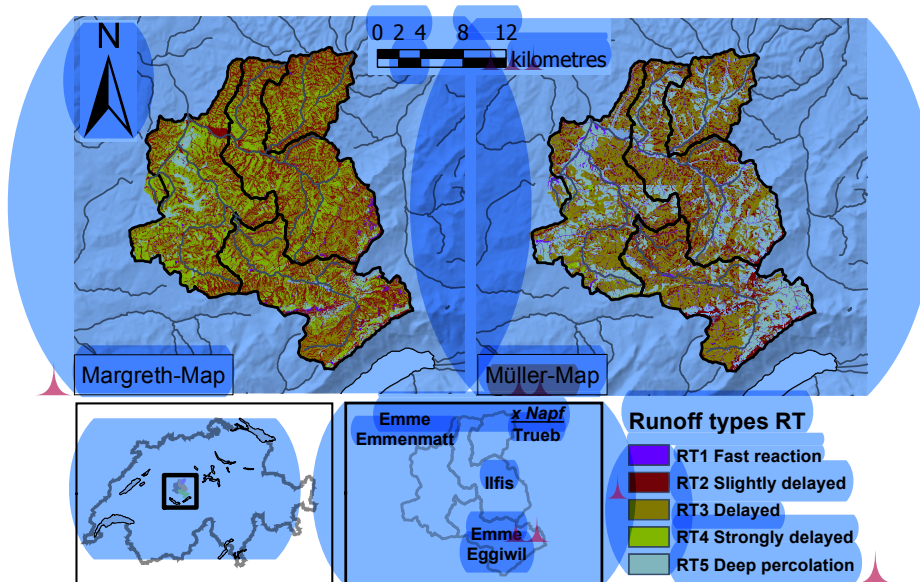 N
0 2 4 8 12
kilometres
Margreth-Map
Müller-Map
Emme
Emmenmatt
x Napf
Trueb
Ilfis
Emme
Eggiwil
Runoff types RT
RT1 Fast reaction
RT2 Slightly delayed
RT3 Delayed
RT4 Strongly delayed
RT5 Deep percolation